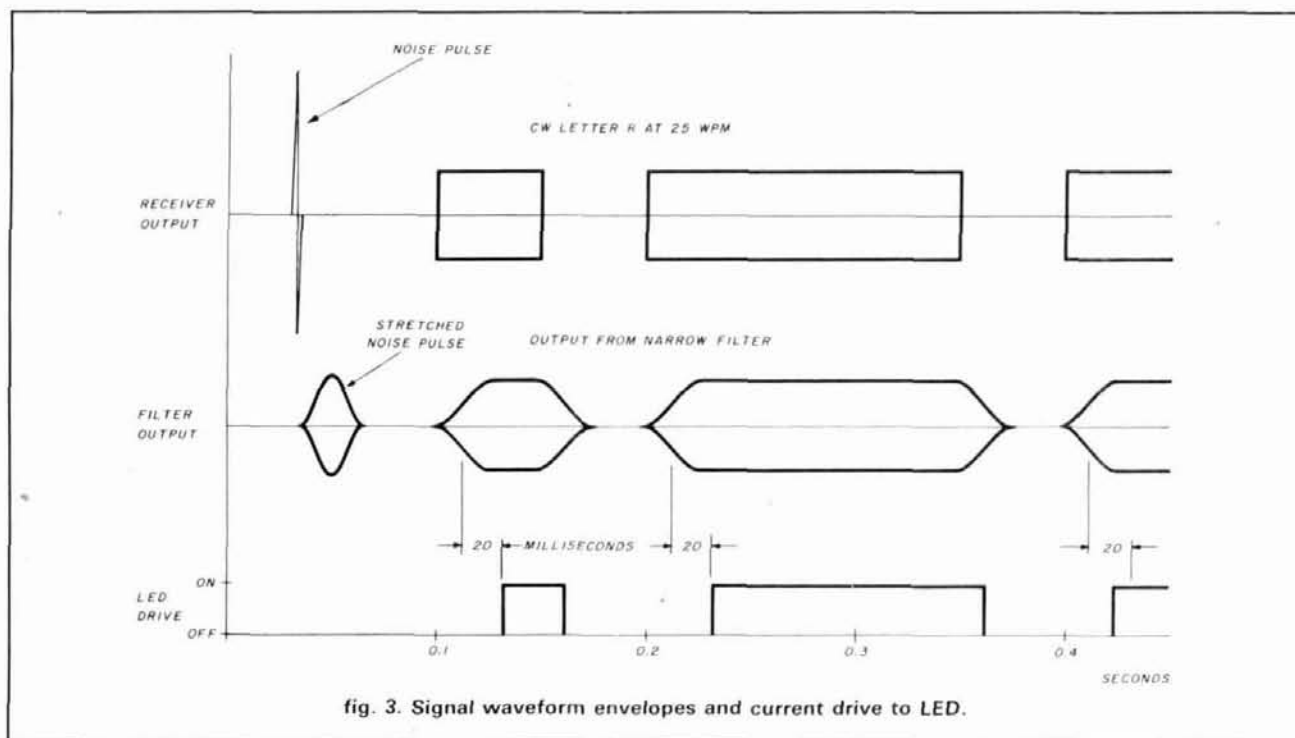 NOISE PULSE
CW LETTER R AT 25 WPM
RECEIVER
OUTPUT
STRETCHED
NOISE PULSE
OUTPUT FROM NARROW FILTER
FILTER
OUTPUT
20 MILLISECONDS 20 20
ON
LED
DRIVE
OFF
0.1 0.2 0.3 0.4
SECONDS
fig. 3. Signal waveform envelopes and current drive to LED.